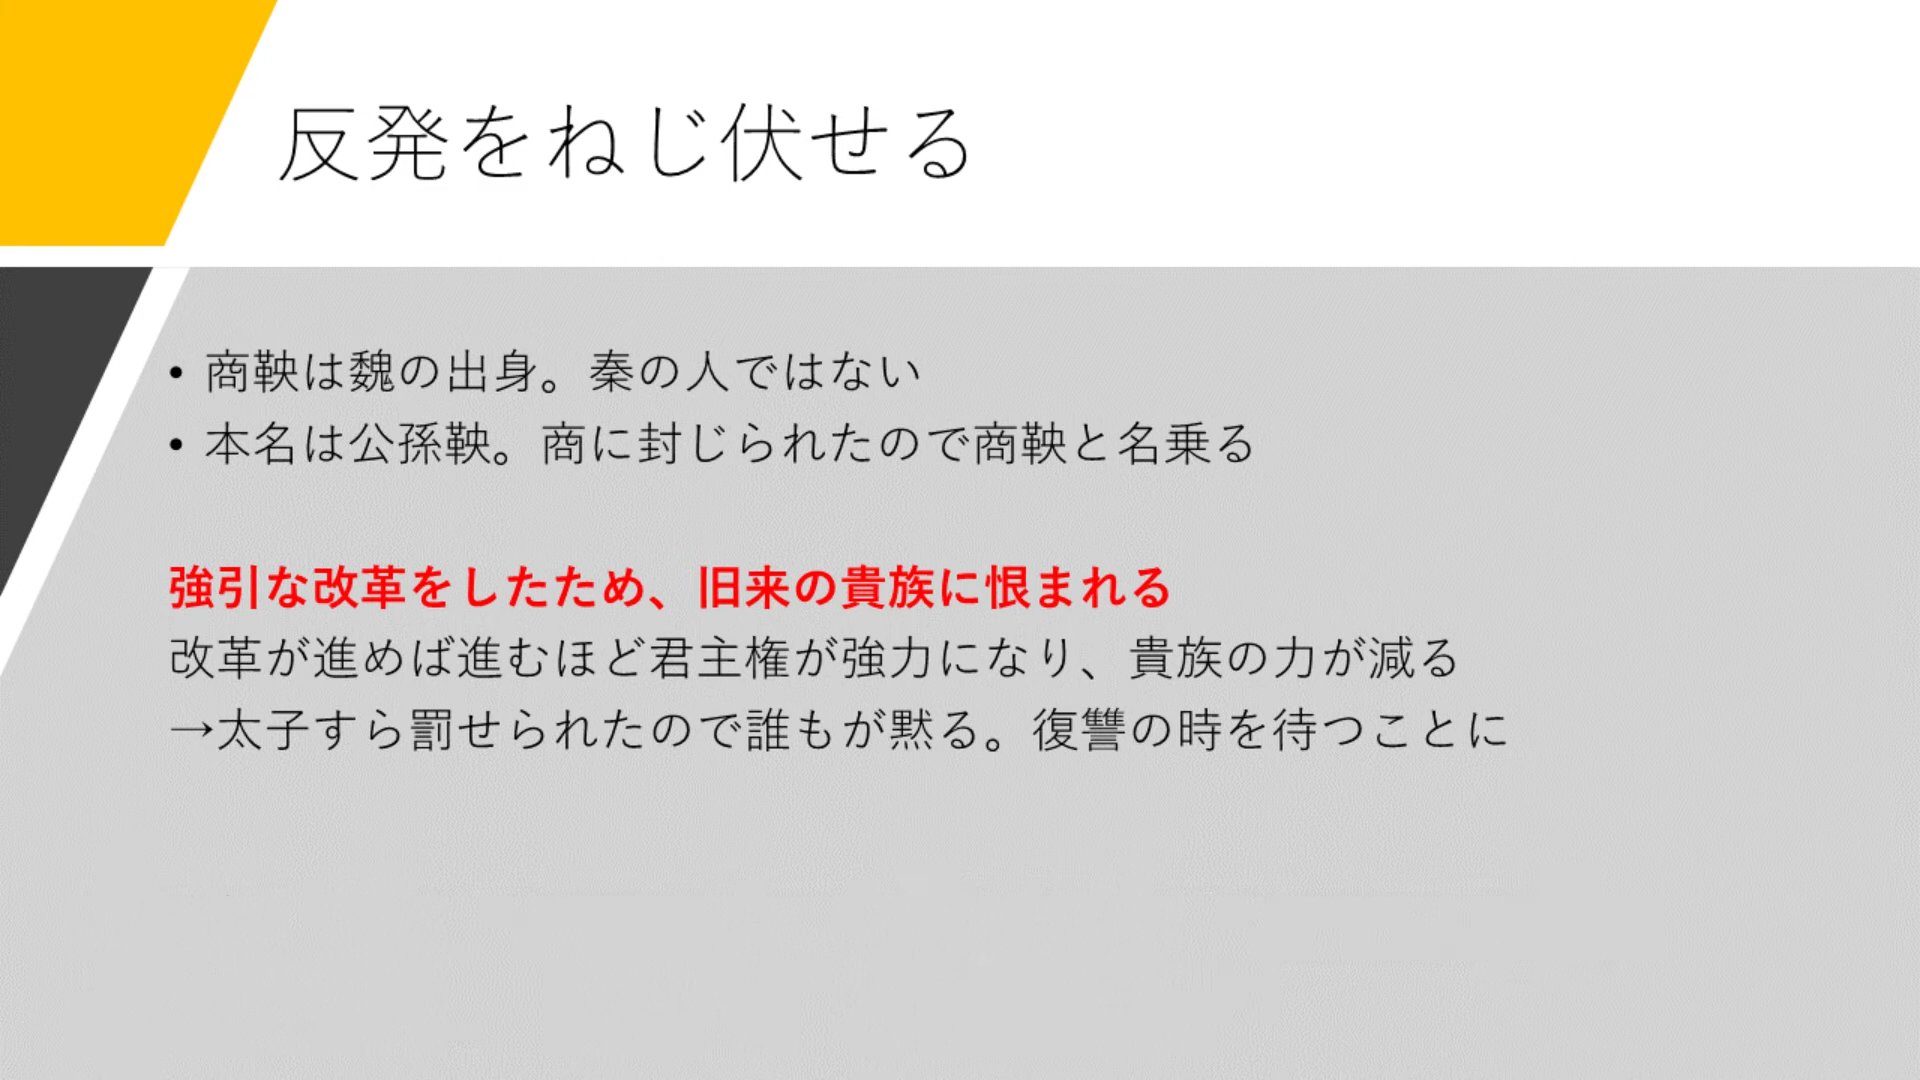 反発をねじ伏せる
• 商鞅は魏の出身。秦の人ではない
• 本名は公孫鞅。商に封じられたので商鞅と名乗る
強引な改革をしたため、旧来の貴族に恨まれる
改革が進めば進むほど君主権が強力になり、貴族の力が減る
→太子すら罰せられたので誰もが黙る。復讐の時を待つことに